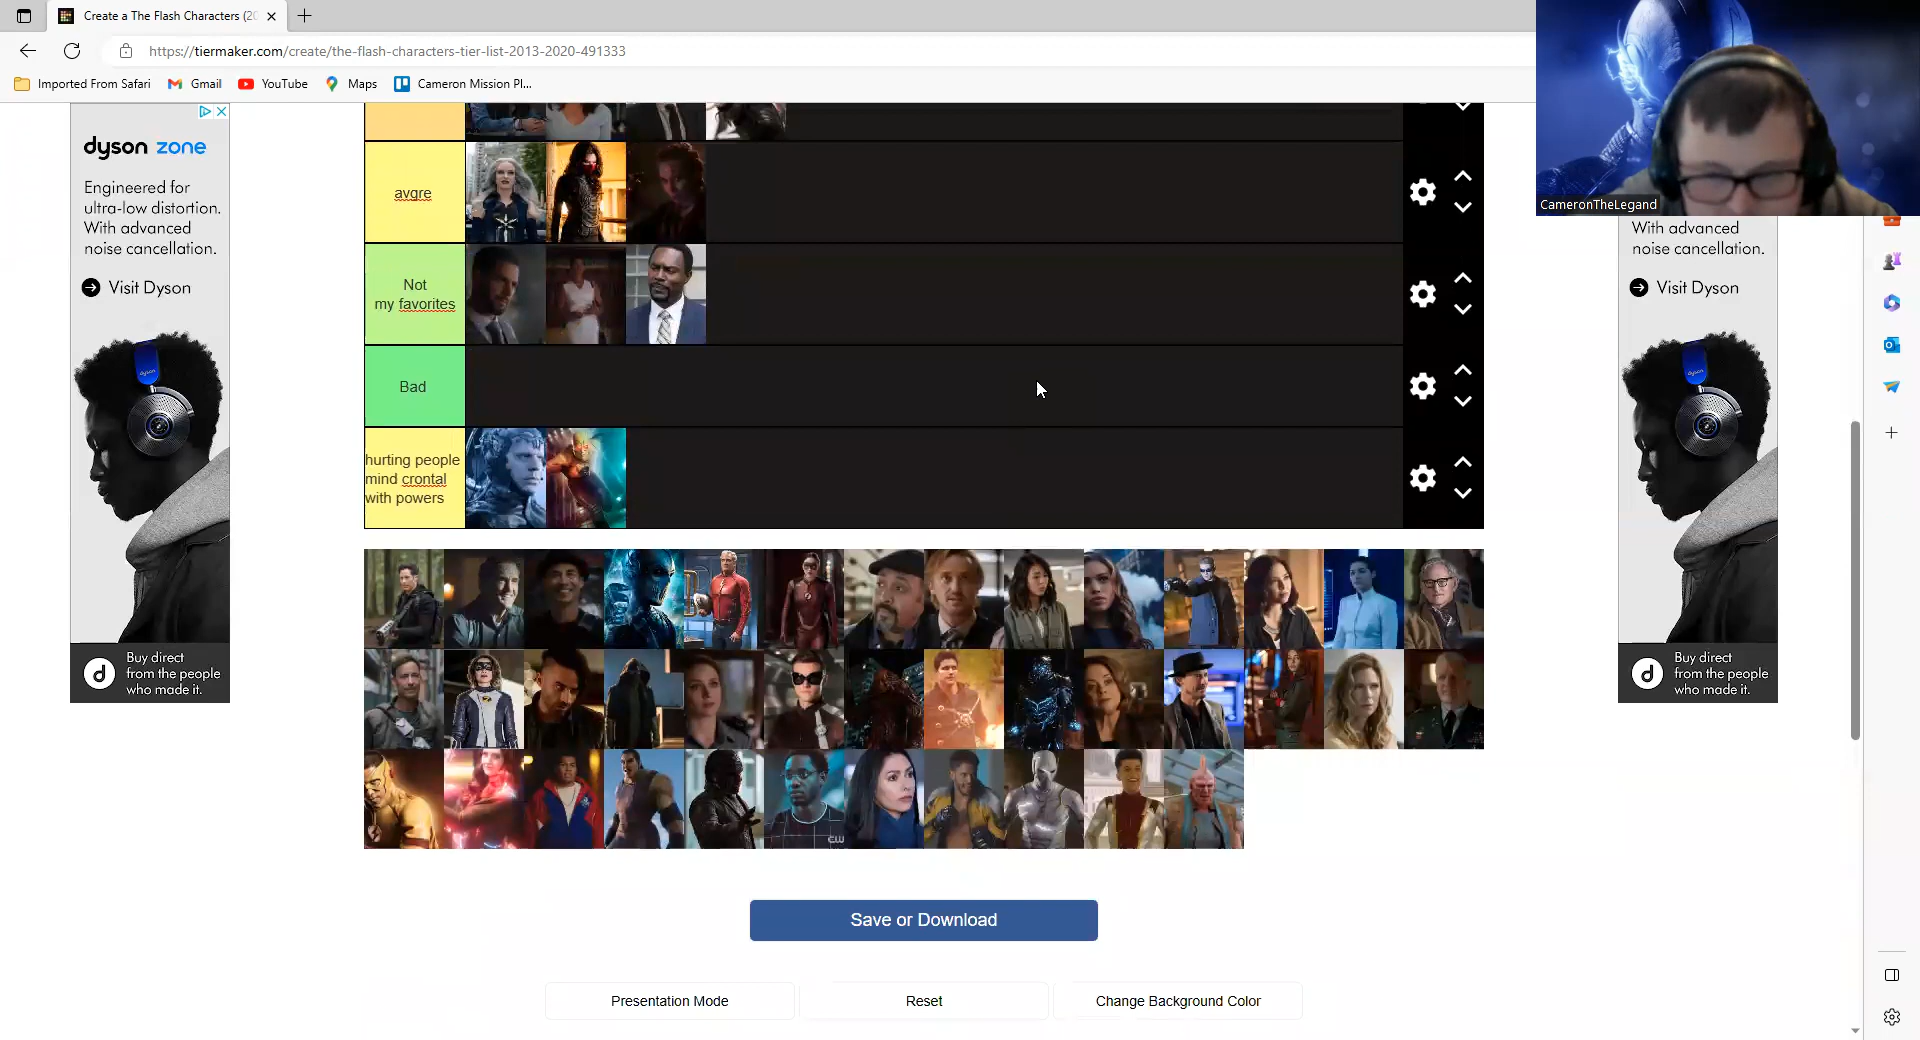 Create a The Flash Characters (20
https://tiermaker.com/create/the-flash-characters-tier-list-2013-2020-491333
Imported From Safari
Gmail
YouTube
Maps
Cameron Mission Pl...
CameronTheLegand
dyson zone
Engineered for
ultra-low distortion.
With advanced
noise cancellation.
Visit Dyson
dyson
Buy direct
from the people
who made it.
avgre
Not
my favorites
Bad
hurting people
mind crontal
with powers
CW
With advanced
noise cancellation.
Visit Dyson
dyson
Buy direct
from the people
who made it.
Save or Download
Presentation Mode
Reset
Change Background Color